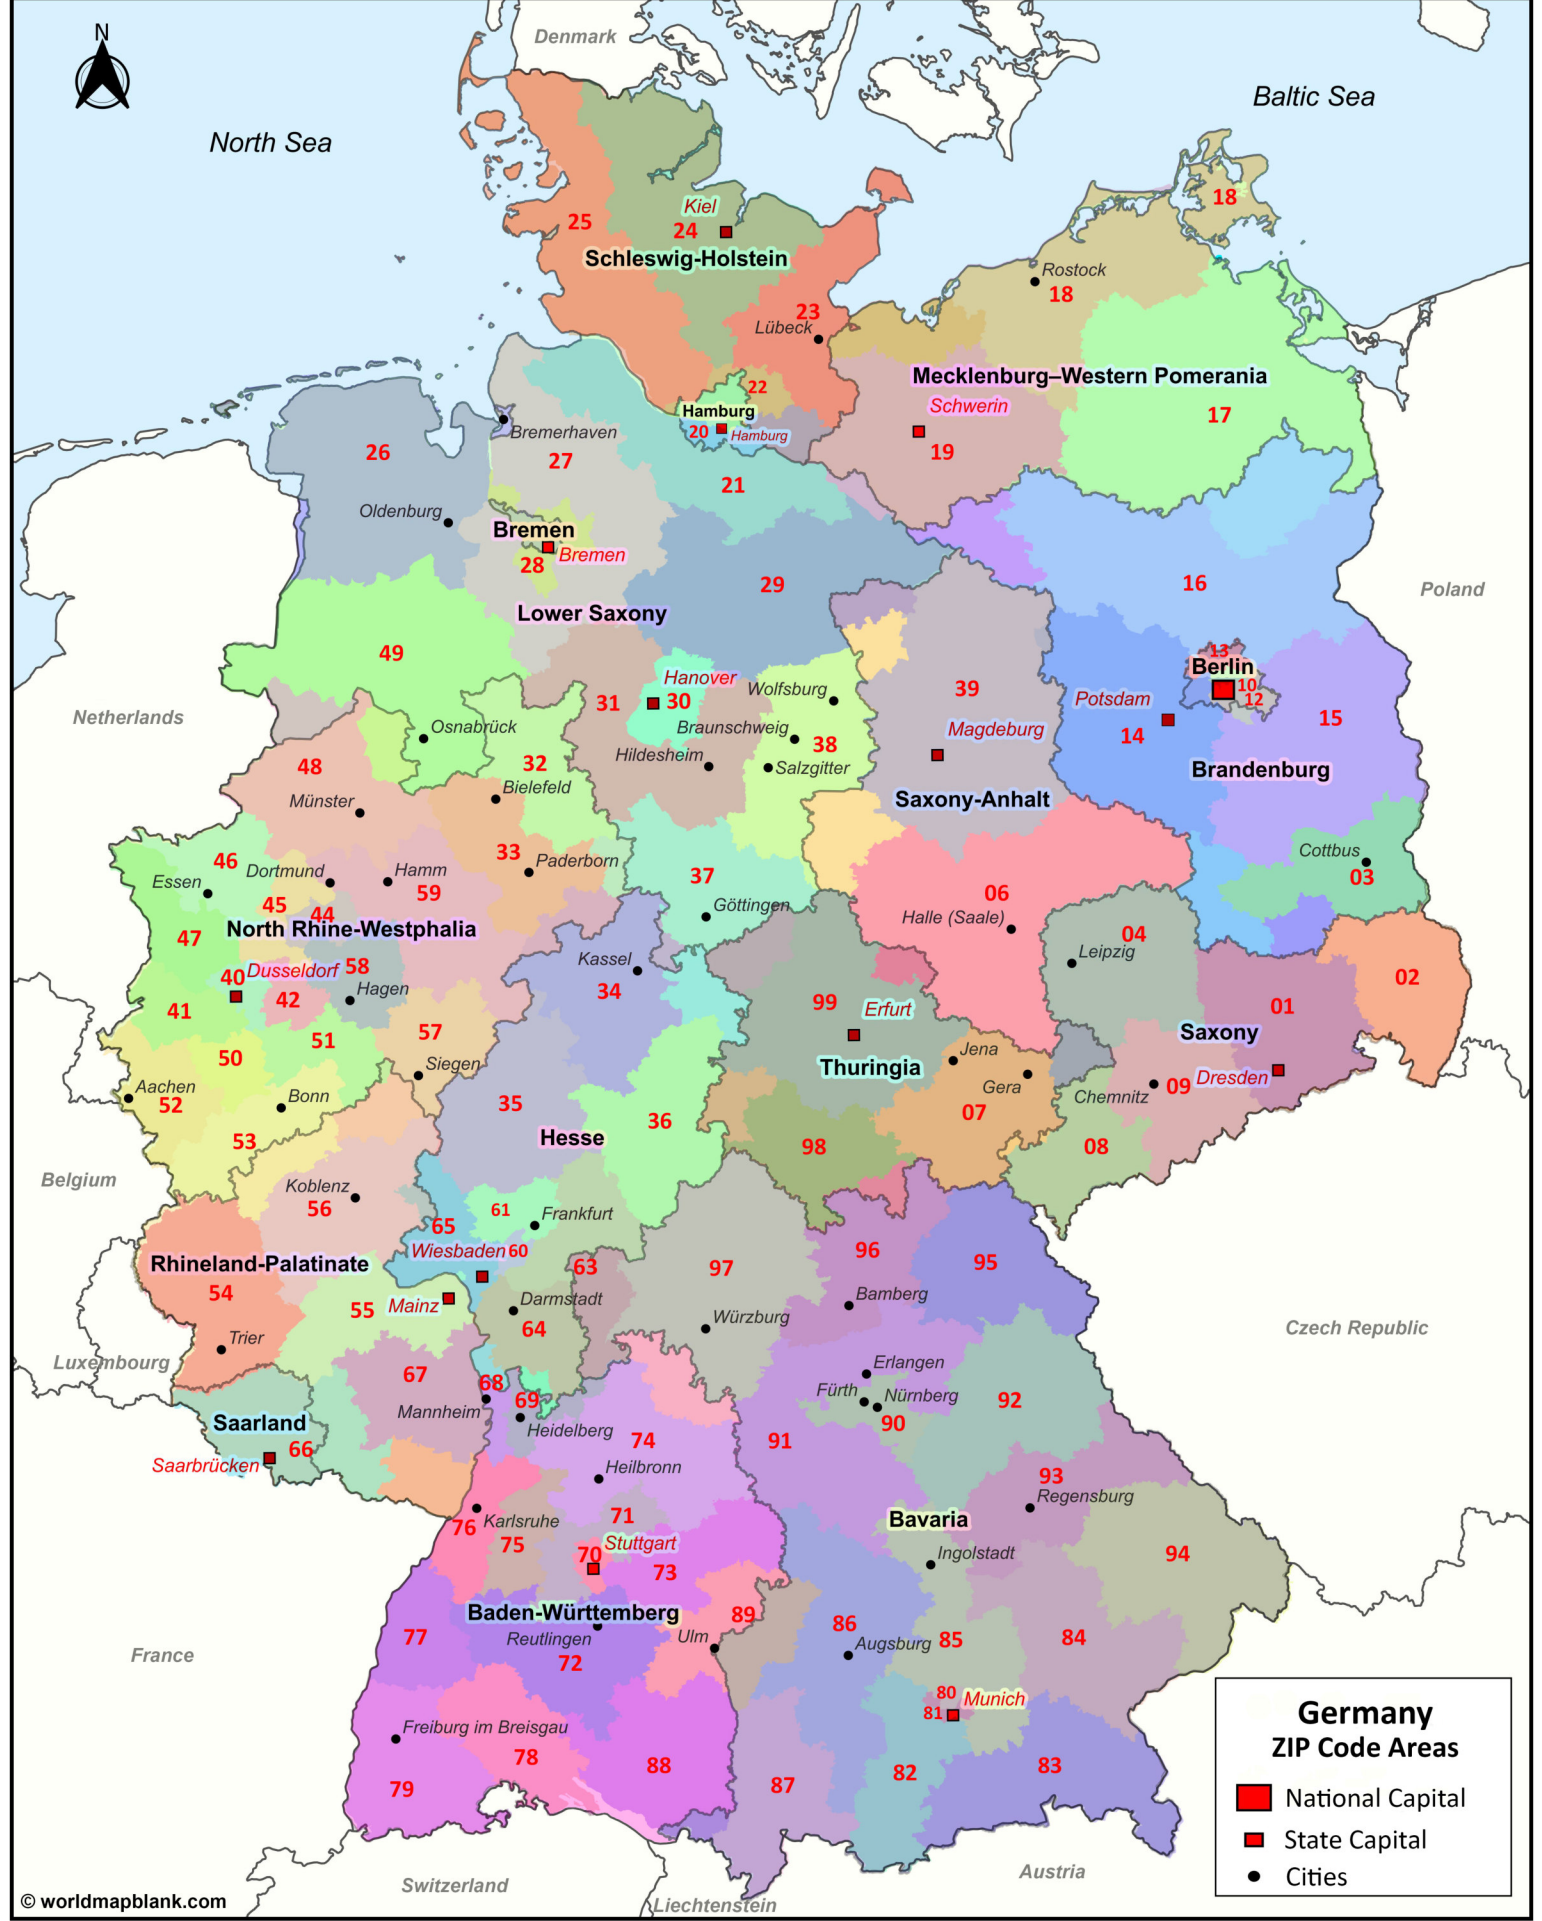 N
Denmark
Baltic Sea
North Sea
18
Kiel
25
24
Schleswig-Holstein
Rostock
18
23
Lübeck
Mecklenburg–Western Pomerania
22
Schwerin
Hamburg
17
20
Hamburg
Bremerhaven
26
19
27
21
Oldenburg
Bremen
Bremen
28
29
16
Poland
Lower Saxony
49
13
Berlin
Hanover
10
Wolfsburg
39
12
31
30
Potsdam
Netherlands
15
Osnabrück
Braunschweig
Magdeburg
14
38
Hildesheim
32
48
Salzgitter
Brandenburg
Bielefeld
Münster
Saxony-Anhalt
33
Cottbus
46
Paderborn
Dortmund
Hamm
37
03
Essen
59
06
45
Göttingen
44
Halle (Saale)
North Rhine-Westphalia
04
47
Leipzig
Kassel
58
Dusseldorf
40
02
Hagen
34
42
99
01
41
Erfurt
57
Saxony
51
Jena
50
Siegen
Thuringia
Dresden
Aachen
Gera
09
Bonn
Chemnitz
52
35
07
36
Hesse
53
98
08
Belgium
Koblenz
56
61
Frankfurt
65
Wiesbaden
60
96
95
Rhineland-Palatinate
63
97
54
Bamberg
Darmstadt
Mainz
55
Würzburg
64
Czech Republic
Trier
Luxembourg
Erlangen
67
68
Fürth
Nürnberg
69
92
Mannheim
Saarland
90
Heidelberg
74
91
66
Saarbrücken
Heilbronn
93
Regensburg
71
Bavaria
76
Karlsruhe
75
Stuttgart
70
Ingolstadt
94
73
Baden-Württemberg
89
86
77
Reutlingen
Ulm
85
84
Augsburg
France
72
80
Munich
81
Freiburg im Breisgau
78
88
83
82
87
79
Germany
ZIP Code Areas
National Capital
State Capital
Cities
Austria
Switzerland
Liechtenstein
© worldmapblank.com